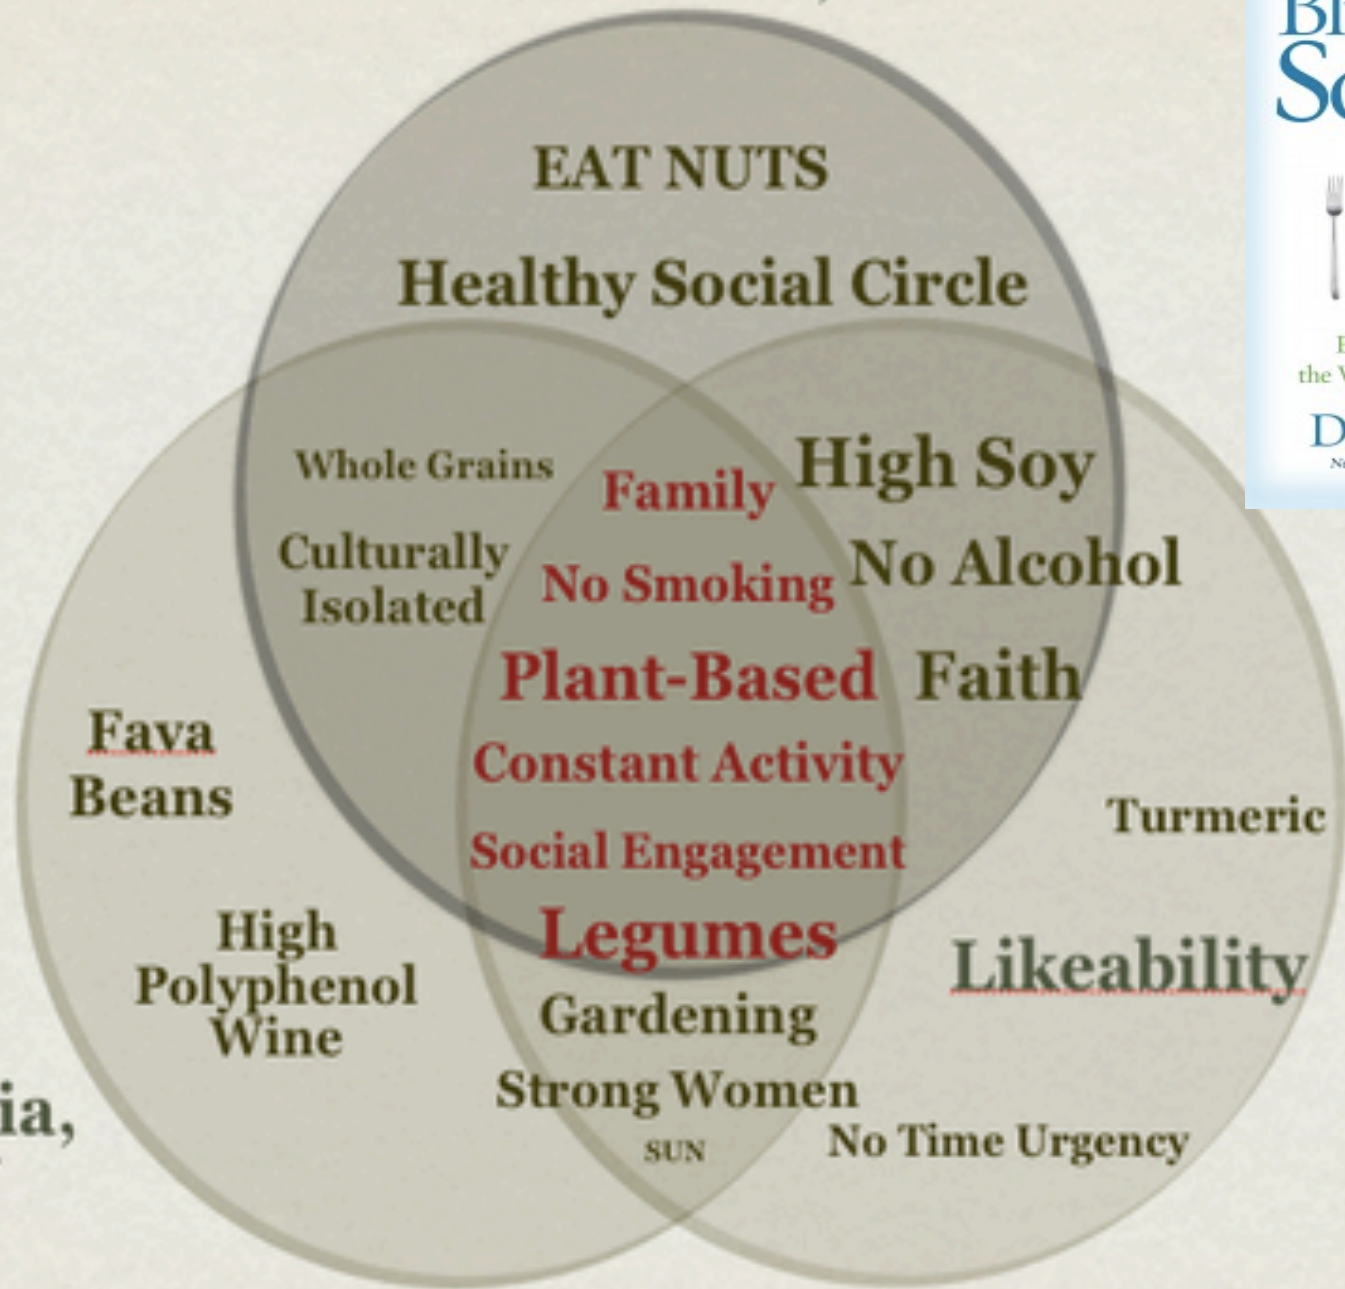 EAT NUTS
Healthy Social Circle
Whole Grains
Culturally
Isolated
Family
No Smoking
Plant-Based
Constant Activity
Social Engagement
Legumes
High Soy
No Alcohol
Faith
Fava
Beans
High
Polyphenol
Wine
Gardening
Strong Women
SUN
Turmeric
Likeability
No Time Urgency
ia,
the